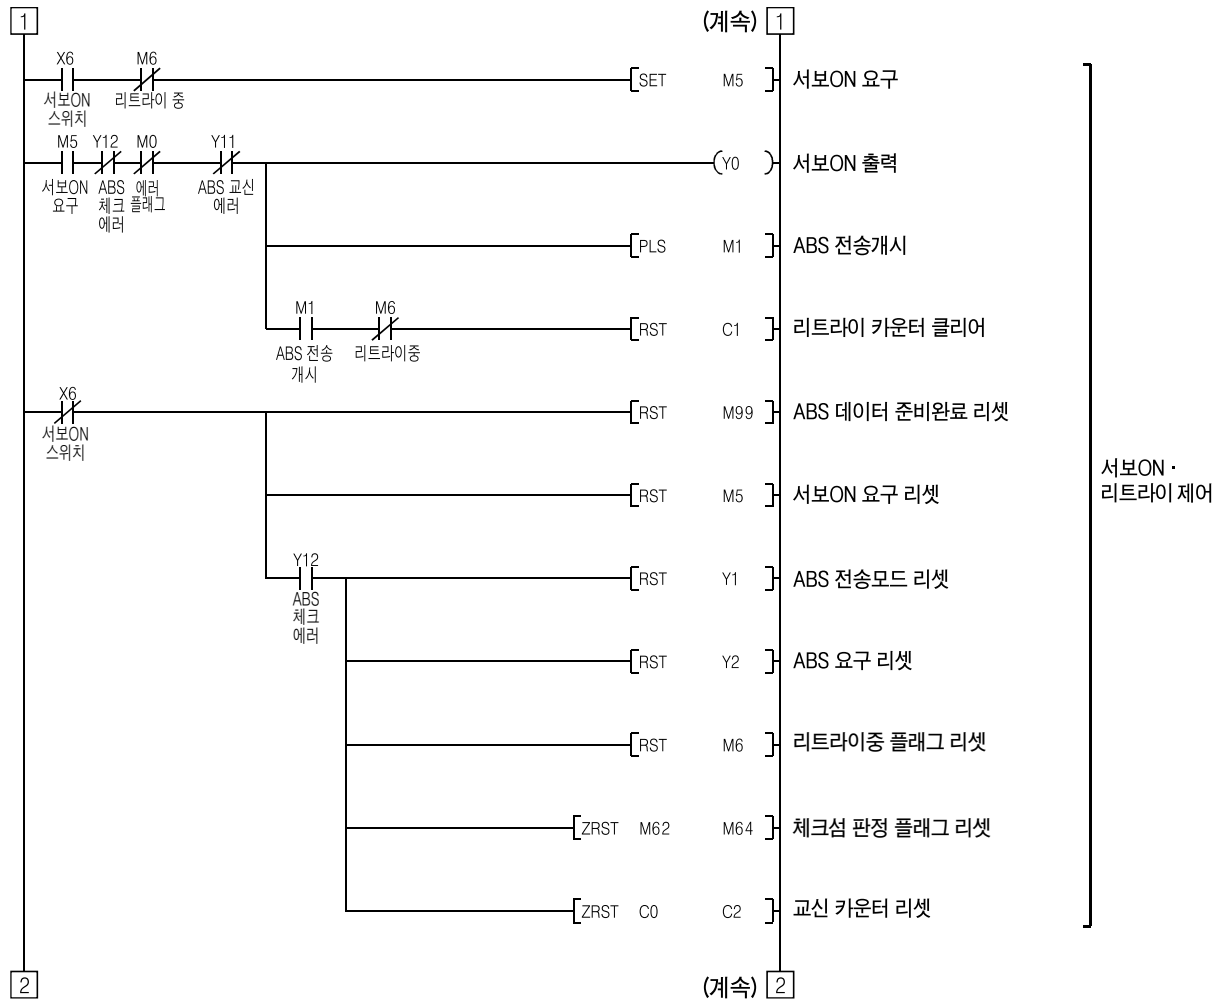 1 (계속) 1
X6 M6
SET M5 서보ON 요구
서보ON 리트라이 중
스위치
M5 Y12 M0 Y11
Y0 서보ON 출력
서보ON ABS 에러 ABS 교신
요구 체크 플래그 에러
에러
PLS M1 ABS 전송개시
M1 M6
RST C1 리트라이 카운터 클리어
ABS 전송 리트라이중
개시
X6
RST M99 ABS 데이터 준비완료 리셋
서보ON
스위치
서보ON ·
리트라이 제어
RST M5 서보ON 요구 리셋
Y12
RST Y1 ABS 전송모드 리셋
ABS
체크
에러
RST Y2 ABS 요구 리셋
RST M6 리트라이중 플래그 리셋
ZRST M62 M64 체크섬 판정 플래그 리셋
ZRST C0 C2 교신 카운터 리셋
2 (계속) 2